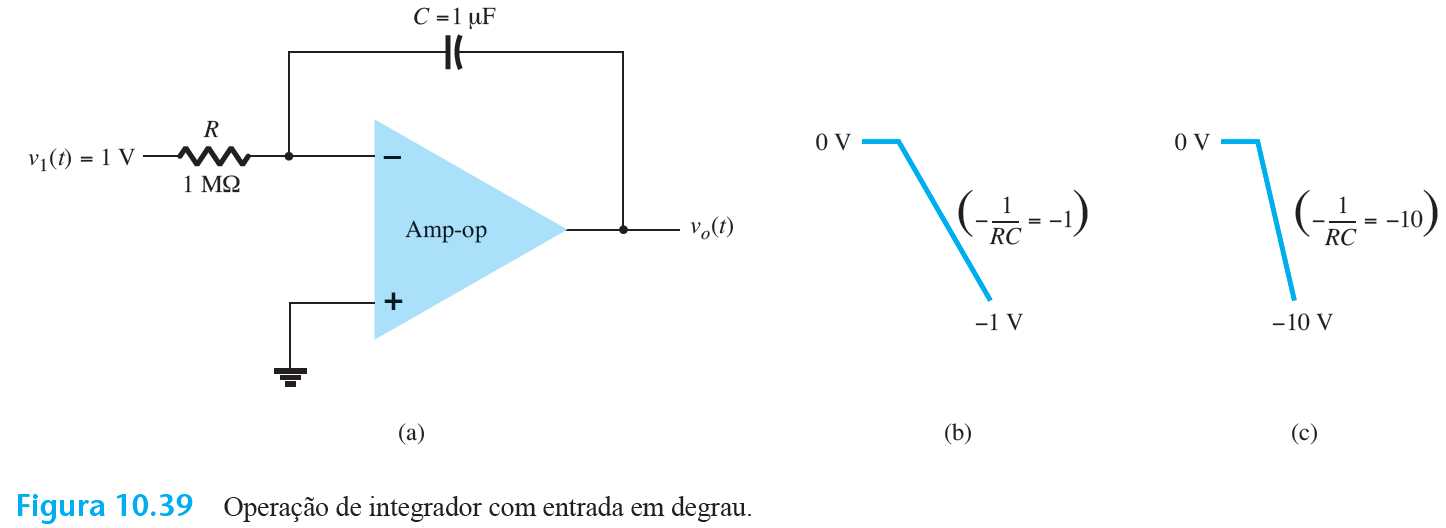 C = 1 µF
R
v₁(t) = 1 V
1 MΩ
−
Amp-op
+
vₒ(t)
(a)
0 V
(−1/RC = −1)
−1 V
(b)
0 V
(−1/RC = −10)
−10 V
(c)
Figura 10.39 Operação de integrador com entrada em degrau.